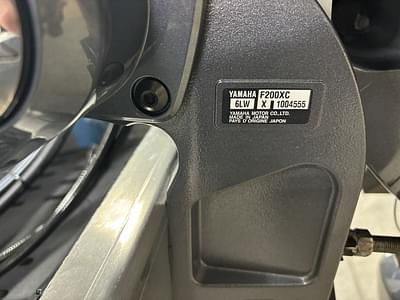 YAMAHA F200XC
6LW X 1004555
YAMAHA MOTOR CO.,LTD.
MADE IN JAPAN
PAYS D'ORIGINE JAPON